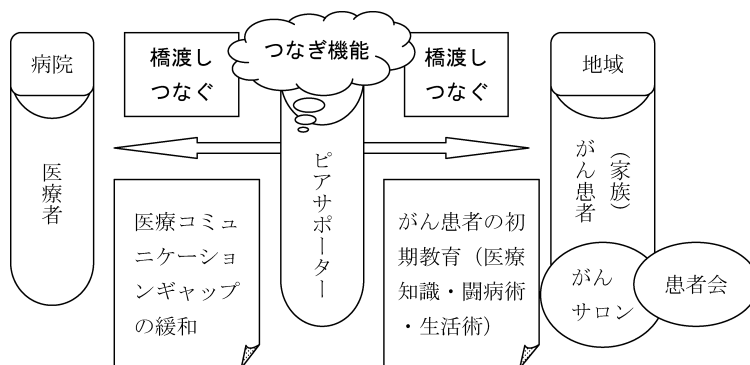 病院
医療者
橋渡し
つなぐ
つなぎ機能
橋渡し
つなぐ
ピアサポーター
医療コミュ
ニケーショ
ンギャップ
の緩和
がん患者の初
期教育（医療
知識・闘病術
・生活術）
地域
（家族）
がん患者
がん
サロン
患者会